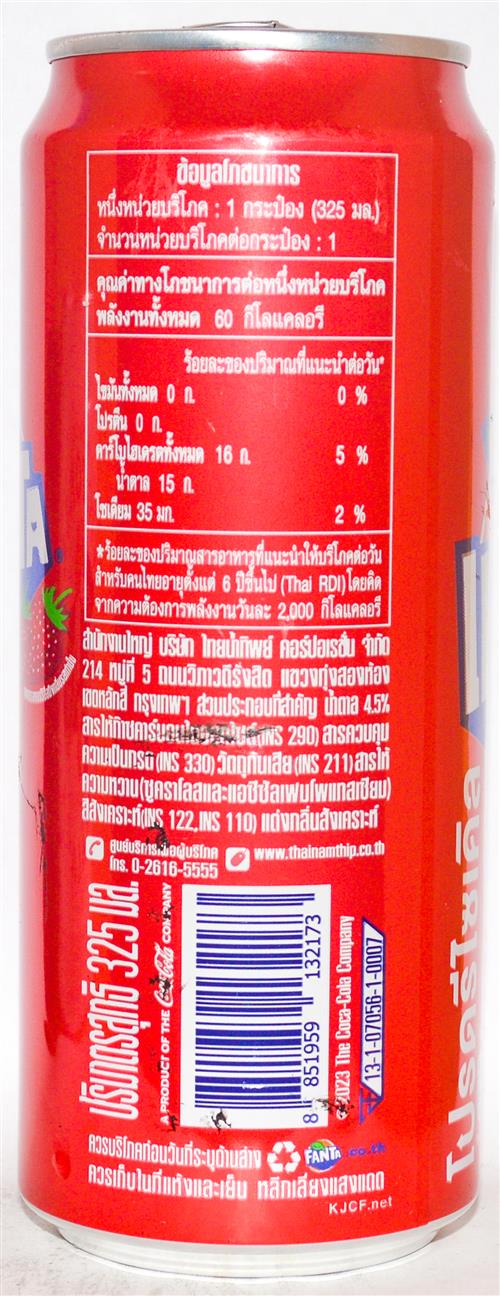 ข้อมูลโภชนาการ
หนึ่งหน่วยบริโภค : 1 กระป๋อง (325 มล.)
จำนวนหน่วยบริโภคต่อกระป๋อง : 1
คุณค่าทางโภชนาการต่อหนึ่งหน่วยบริโภค
พลังงานทั้งหมด 60 กิโลแคลอรี
ร้อยละของปริมาณที่แนะนำต่อวัน*
ไขมันทั้งหมด 0 ก. 0 %
โปรตีน 0 ก.
คาร์โบไฮเดรตทั้งหมด 16 ก. 5 %
น้ำตาล 15 ก.
โซเดียม 35 มก. 2 %
*ร้อยละของปริมาณสารอาหารที่แนะนำให้บริโภคต่อวัน
สำหรับคนไทยอายุตั้งแต่ 6 ปีขึ้นไป (Thai RDI) โดยคิด
จากความต้องการพลังงานวันละ 2,000 กิโลแคลอรี
สำนักงานใหญ่ บริษัท ไทยน้ำทิพย์ คอร์ปอเรชั่น จำกัด
214 หมู่ที่ 5 ถนนวิภาวดีรังสิต แขวงทุ่งสองห้อง
เขตหลักสี่ กรุงเทพฯ ส่วนประกอบที่สำคัญ น้ำตาล 4.5%
(INS 290) สารควบคุม
ความเป็นกรด (INS 330) วัตถุกันเสีย (INS 211) สารให้
ความหวาน (ซูคราโลสและแอซีซัลเฟมโพแทสเซียม)
สีสังเคราะห์ (INS 122, INS 110) แต่งกลิ่นสังเคราะห์
ศูนย์บริการเพื่อผู้บริโภค
โทร. 0-2616-5555
www.thainamthip.co.th
ปริมาตรสุทธิ 325 มล.
A PRODUCT OF THE Coca-Cola COMPANY
8 851959 132173
©2023 The Coca-Cola Company
13-1-07056-1-0007
ควรบริโภคก่อนวันที่ระบุด้านล่าง
FANTA .co.th
ควรเก็บในที่แห้งและเย็น หลีกเลี่ยงแสงแดด
KJCF.net
โปรดรีไซเคิล